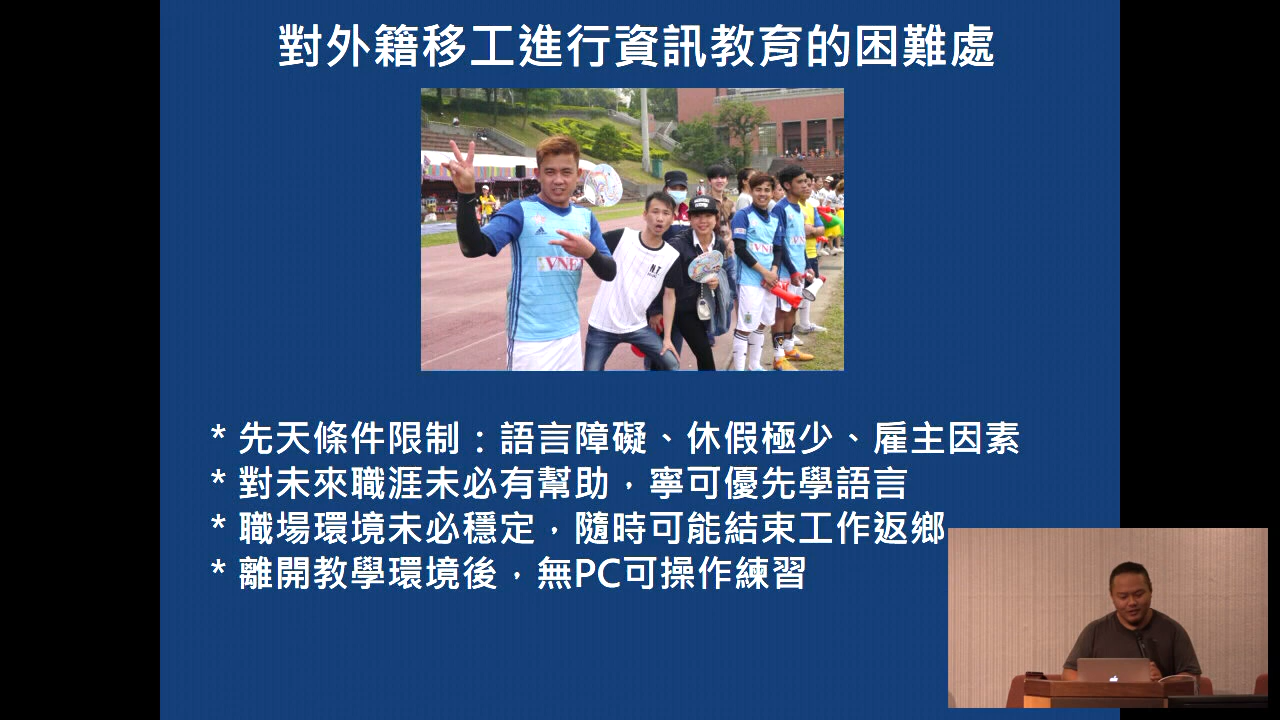 對外籍移工進行資訊教育的困難處
VNE
N.T
VNE
VN
* 先天條件限制：語言障礙、休假極少、雇主因素
* 對未來職涯未必有幫助，寧可優先學語言
* 職場環境未必穩定，隨時可能結束工作返鄉
* 離開教學環境後，無PC可操作練習